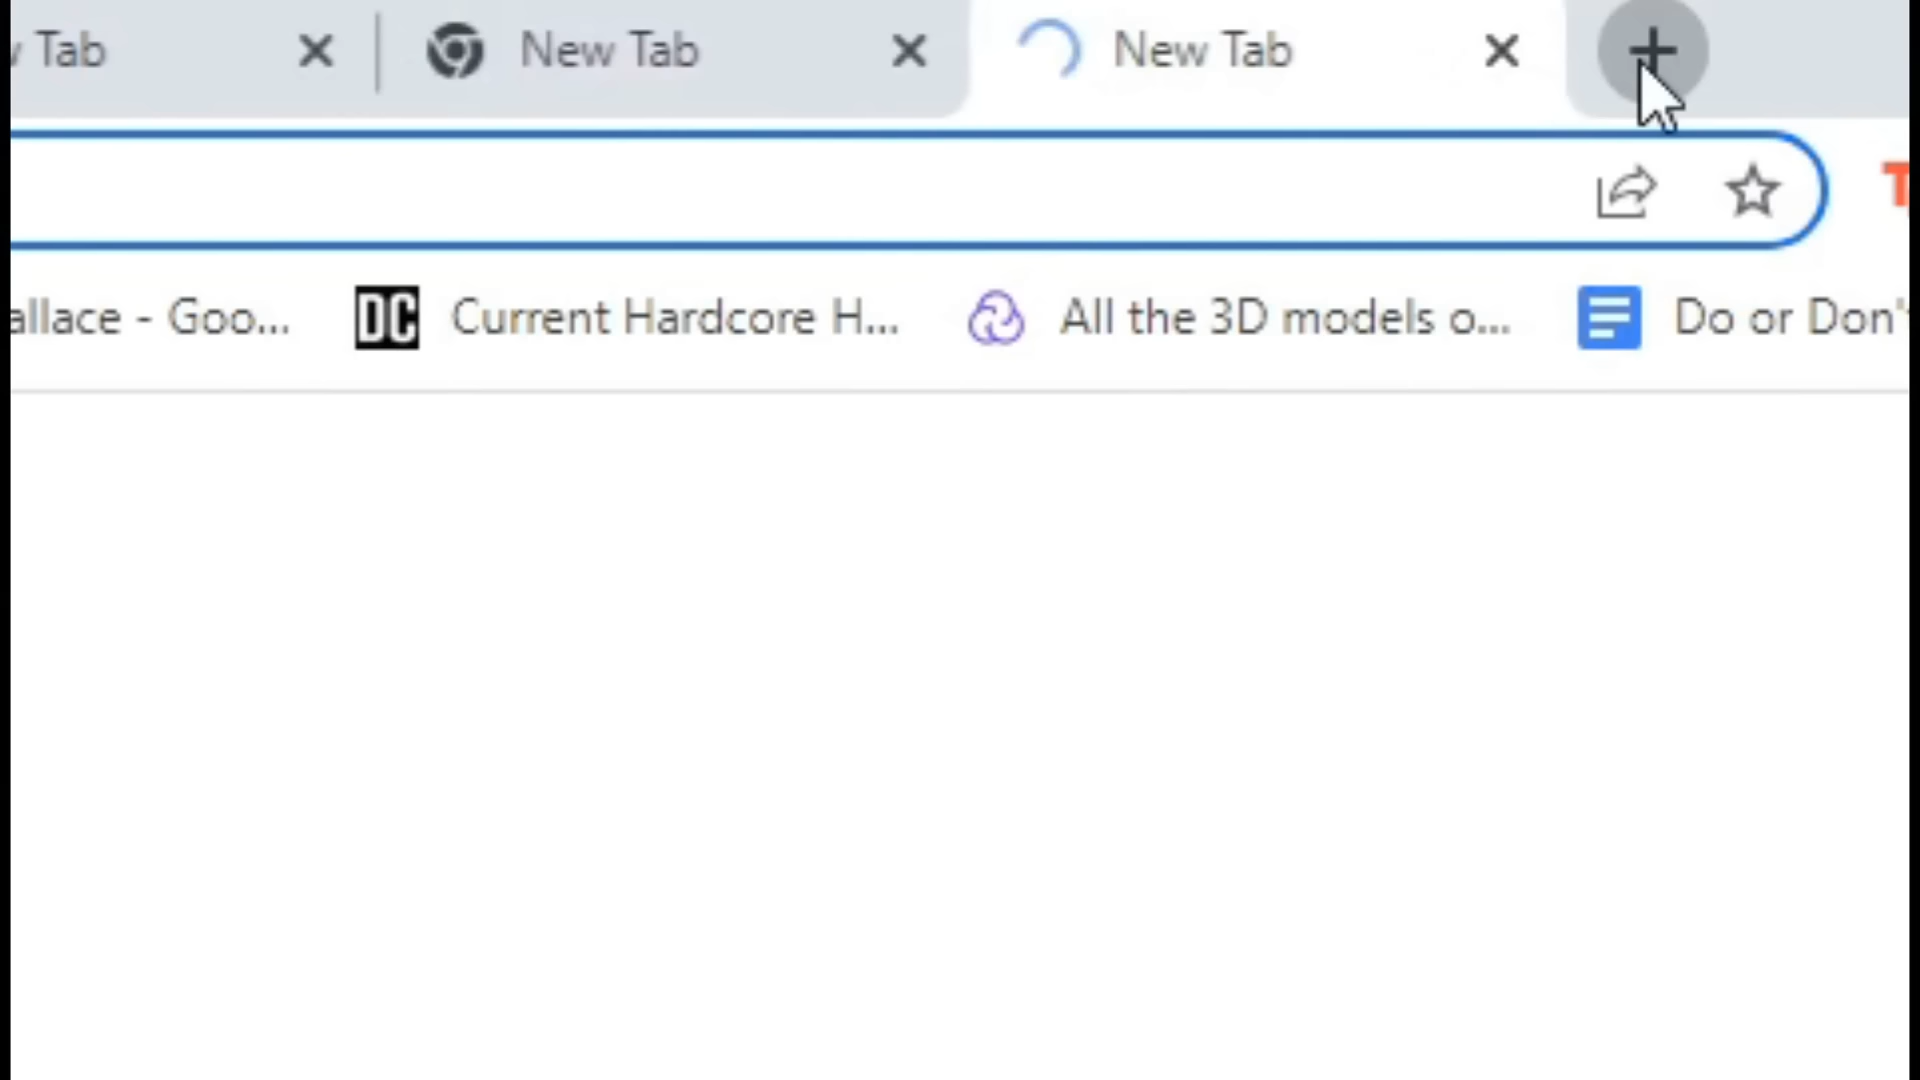 Tab New Tab New Tab
allace - Goo... DC Current Hardcore H... All the 3D models o... Do or Don'